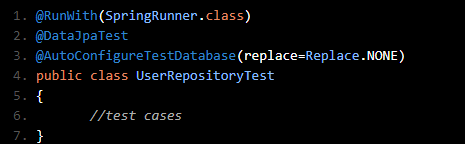 1. @RunWith(SpringRunner.class)
2. @DataJpaTest
3. @AutoConfigureTestDatabase(replace=Replace.NONE)
4. public class UserRepositoryTest
5. {
6.       //test cases
7. }